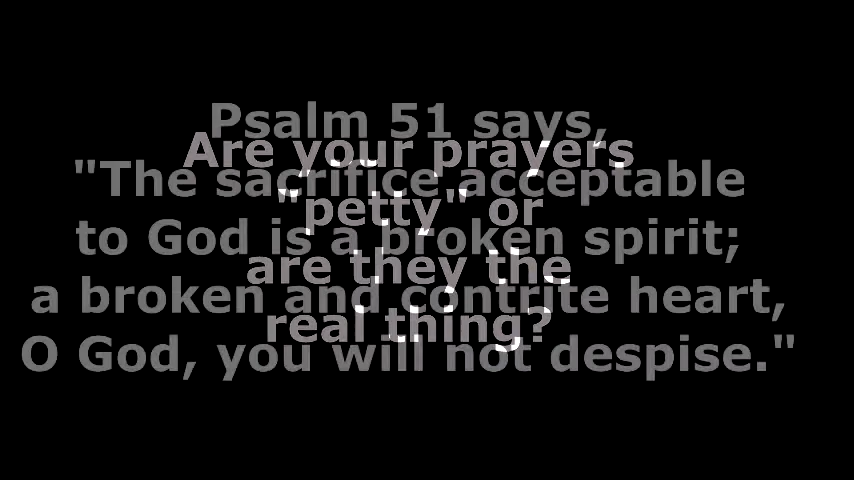 Psalm 51 says,
"The sacrifice acceptable
to God is a broken spirit;
a broken and contrite heart,
O God, you will not despise."
Are your prayers
"petty" or
are they the
real thing?